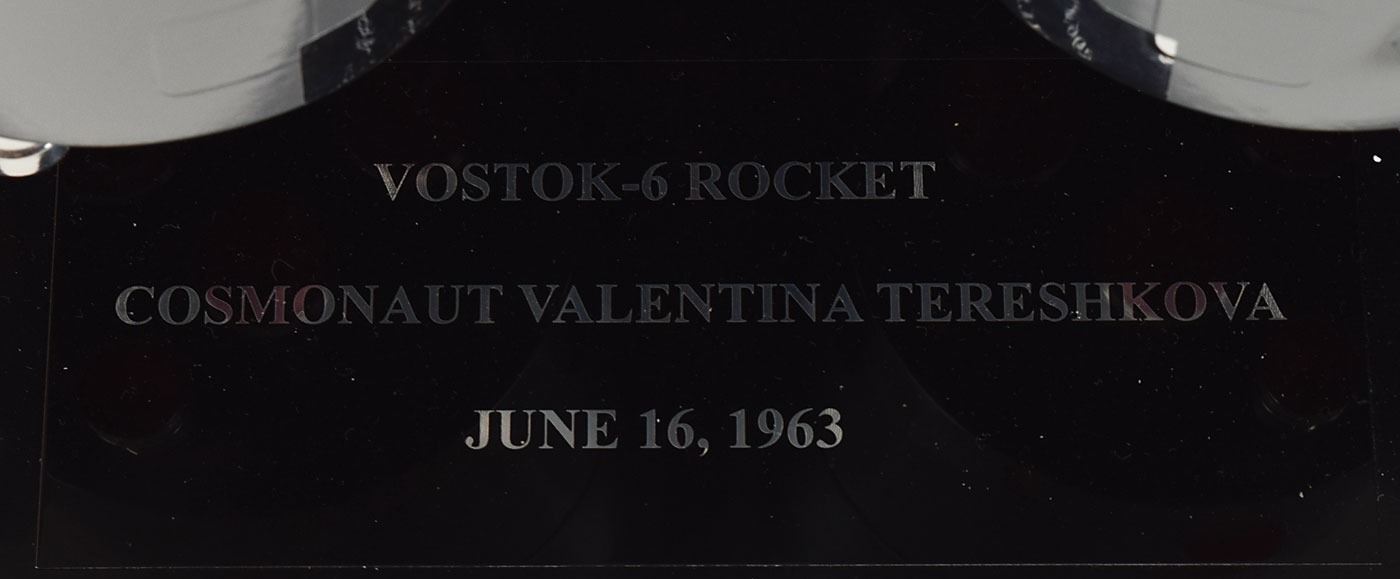 VOSTOK-6 ROCKET
COSMONAUT VALENTINA TERESHKOVA
JUNE 16, 1963